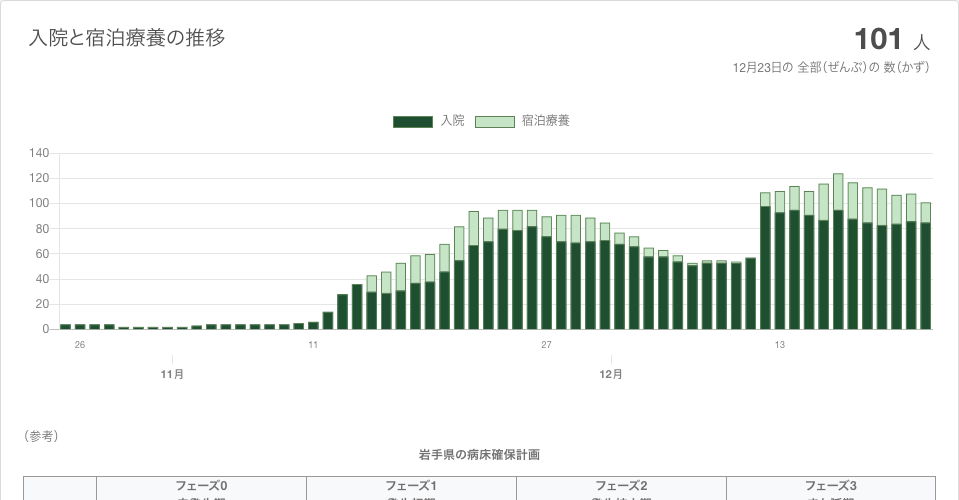 入院と宿泊療養の推移
101 人
12月23日の 全部(ぜんぶ)の 数(かず)
入院 宿泊療養
140
120
100
80
60
40
20
0
26 11 27 13
11月 12月
(参考)
岩手県の病床確保計画
フェーズ0 フェーズ1 フェーズ2 フェーズ3